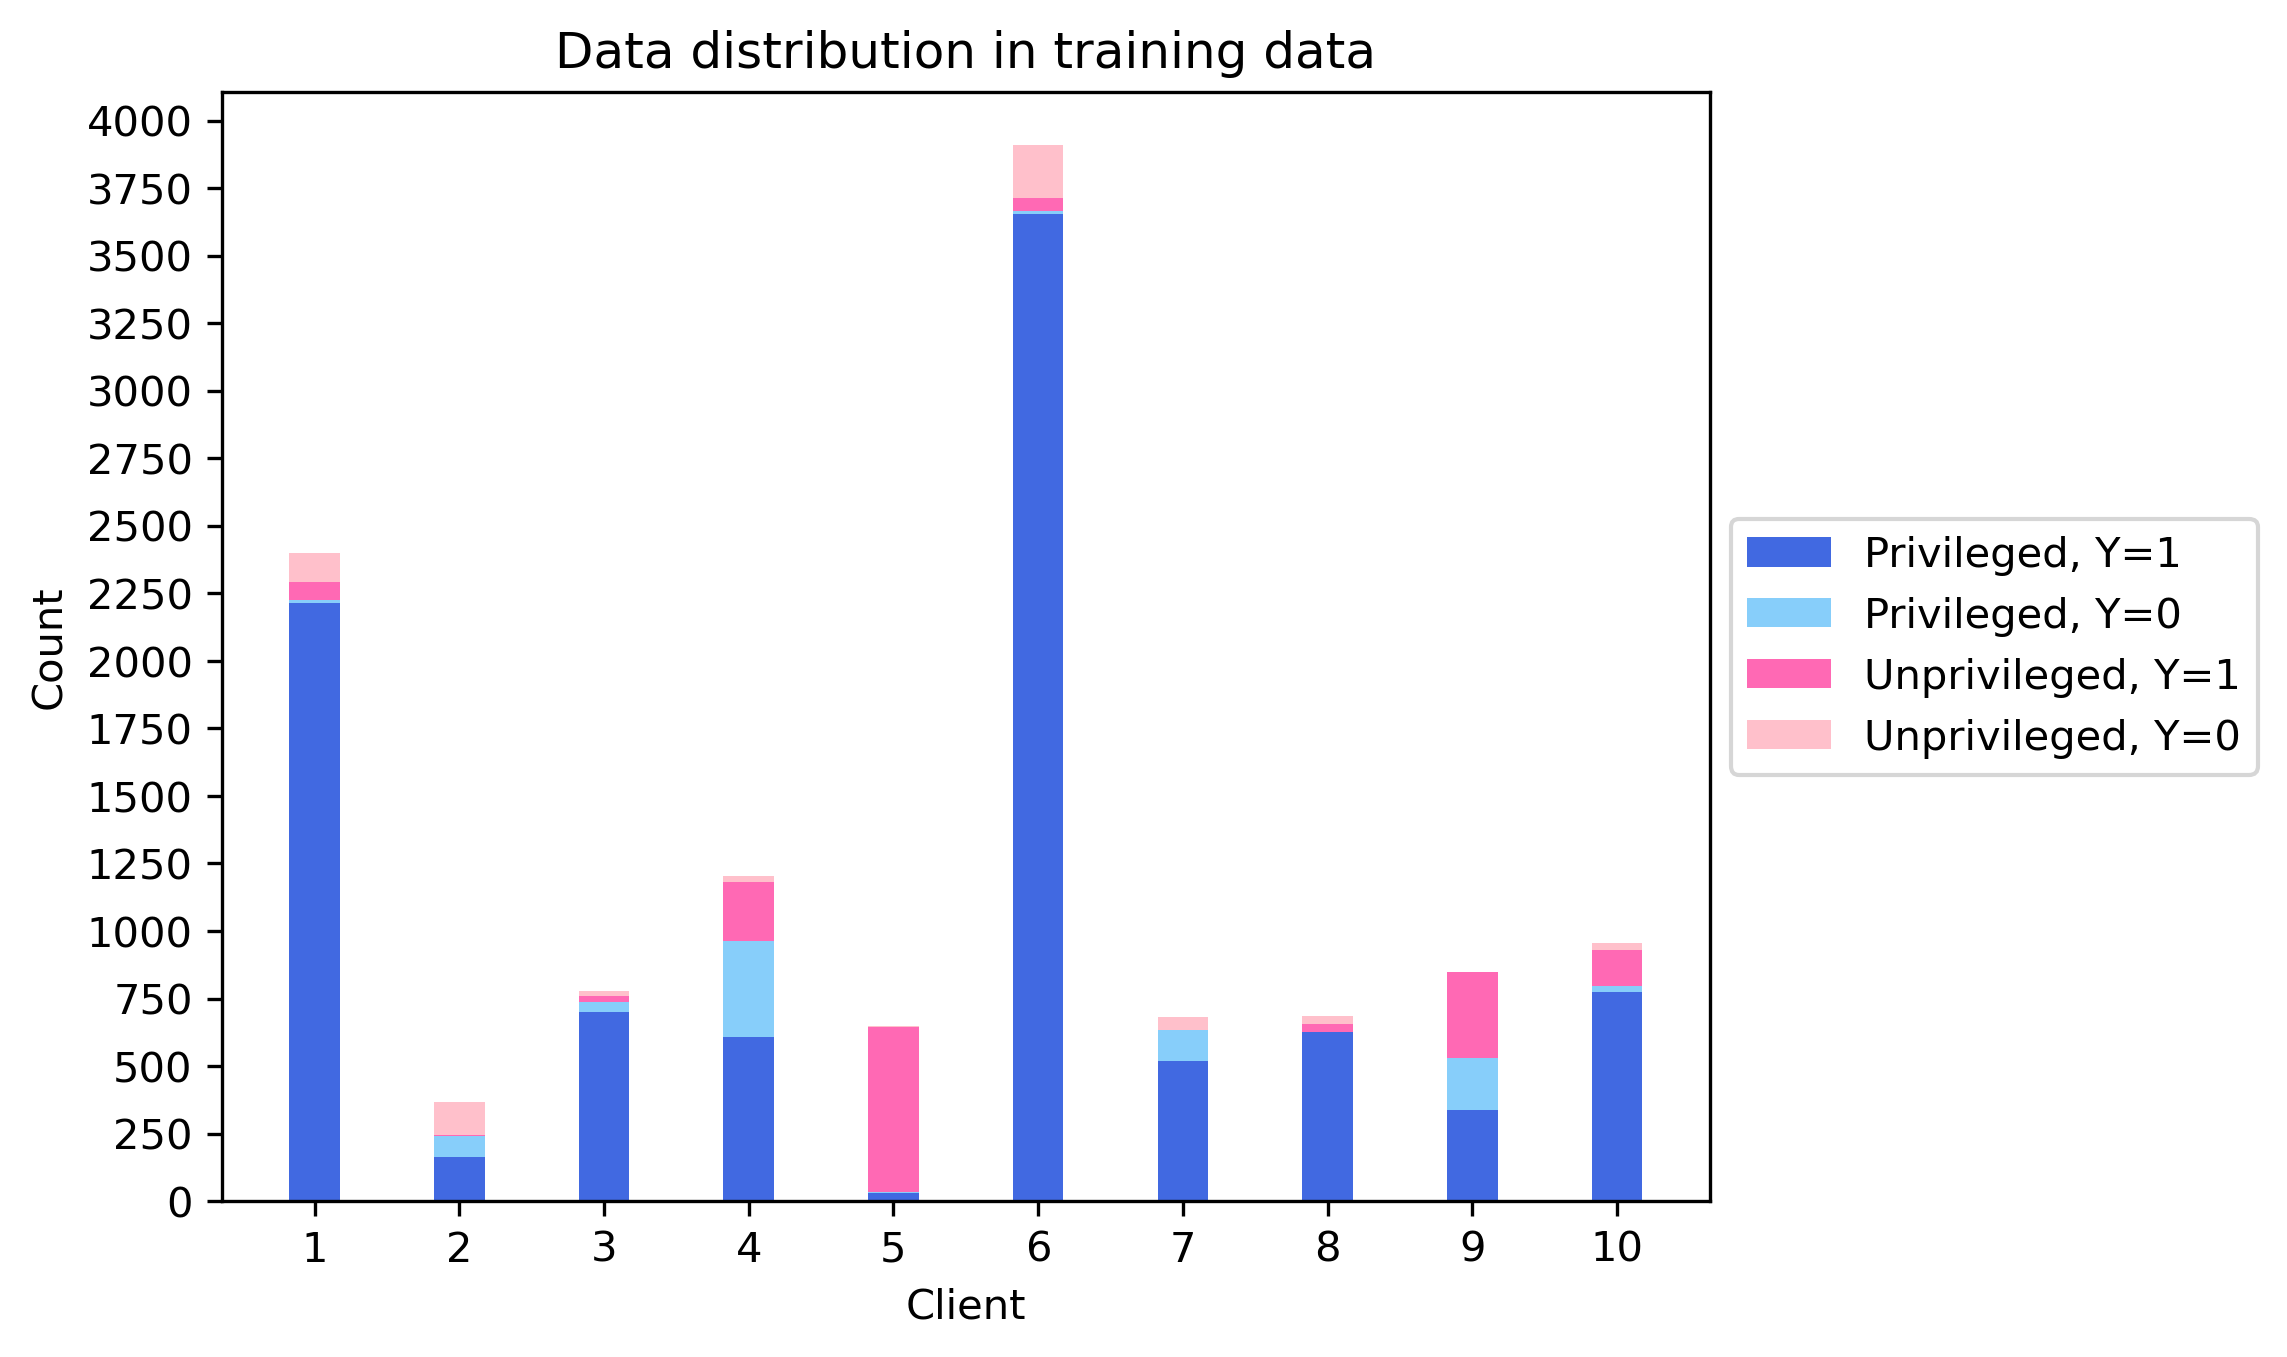 Data distribution in training data
4000
3750
3500
3250
3000
2750
2500
2250
2000
1750
1500
1250
1000
750
500
250
0
Count
1 2 3 4 5 6 7 8 9 10
Client
Privileged, Y=1
Privileged, Y=0
Unprivileged, Y=1
Unprivileged, Y=0